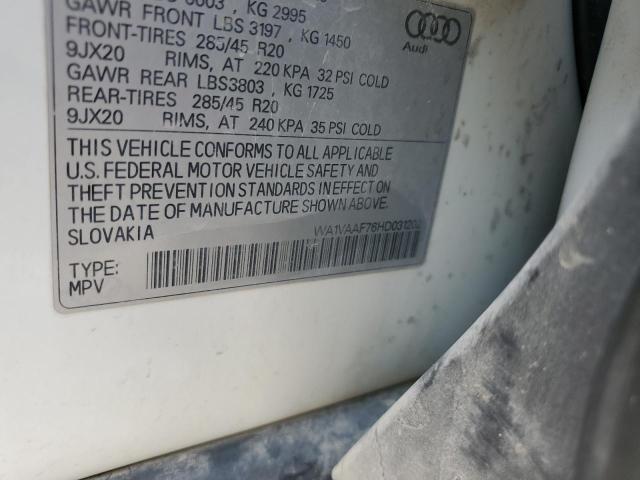 KG 2995
GAWR FRONT LBS 3197 , KG 1450
FRONT-TIRES 285/45 R20
9JX20 RIMS, AT 220 KPA 32 PSI COLD
GAWR REAR LBS3803 , KG 1725
REAR-TIRES 285/45 R20
9JX20 RIMS, AT 240 KPA 35 PSI COLD
Audi
THIS VEHICLE CONFORMS TO ALL APPLICABLE
U.S. FEDERAL MOTOR VEHICLE SAFETY AND
THEFT PREVENTION STANDARDS IN EFFECT ON
THE DATE OF MANUFACTURE SHOWN ABOVE.
SLOVAKIA
TYPE:
MPV